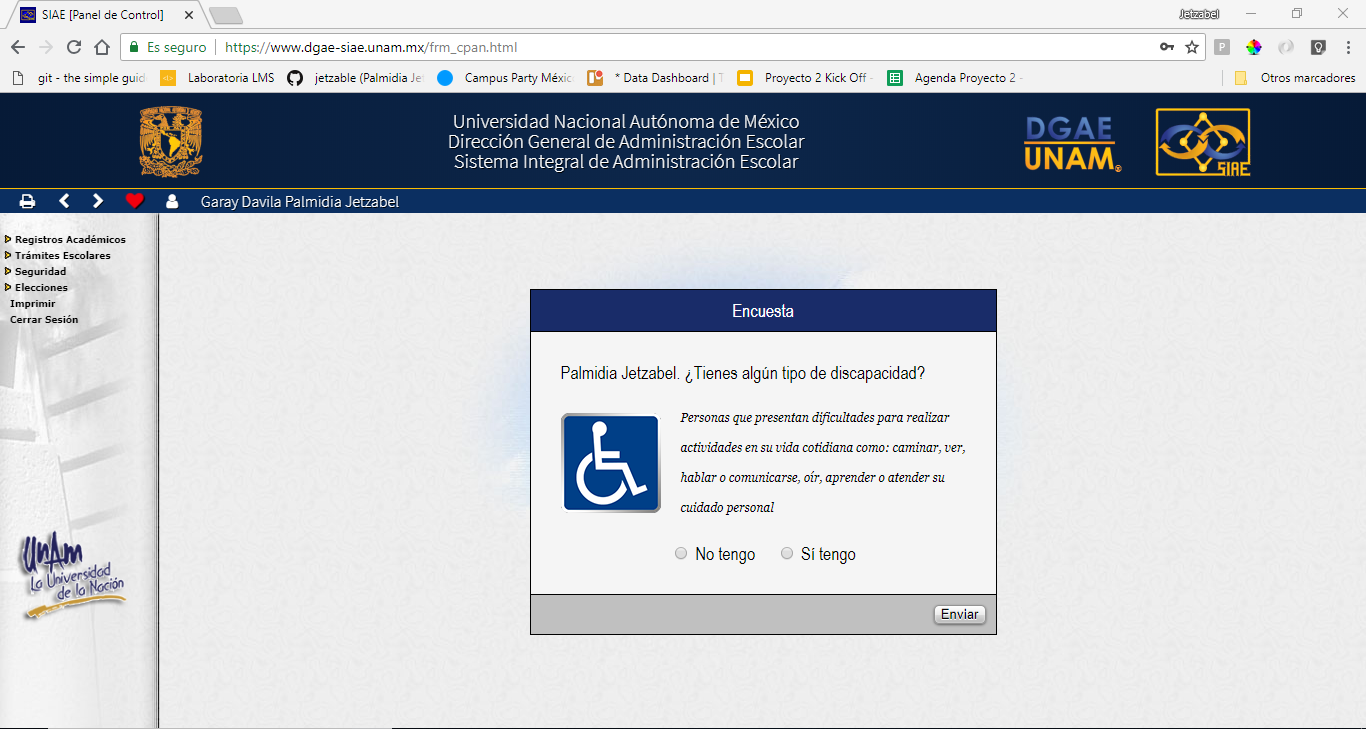 SIAE [Panel de Control]
Jetzabel
Es seguro
https://www.dgae-siae.unam.mx/frm_cpan.html
P
git - the simple guid
Laboratoria LMS
jetzable (Palmidia Je
Campus Party Méxic
* Data Dashboard | T
Proyecto 2 Kick Off -
Agenda Proyecto 2 -
Otros marcadores
Universidad Nacional Autónoma de México
Dirección General de Administración Escolar
Sistema Integral de Administración Escolar
DGAE
UNAM®
SIAE
Garay Davila Palmidia Jetzabel
Registros Académicos
Trámites Escolares
Seguridad
Elecciones
Imprimir
Cerrar Sesión
UnAm
La Universidad
de la Nación
Encuesta
Palmidia Jetzabel. ¿Tienes algún tipo de discapacidad?
Personas que presentan dificultades para realizar
actividades en su vida cotidiana como: caminar, ver,
hablar o comunicarse, oír, aprender o atender su
cuidado personal
No tengo
Sí tengo
Enviar